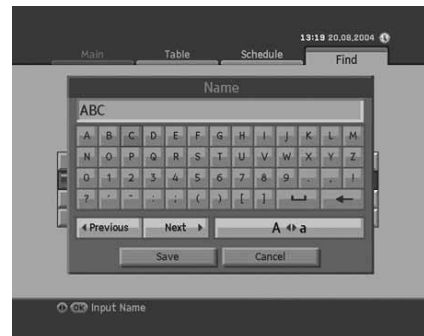 13:19 20.08.2004
Main Table Schedule Find
Name
ABC
A B C D E F G H I J K L M
N O P Q R S T U V W X Y Z
0 1 2 3 4 5 6 7 8 9 . , !
? ( ) [ ]
Previous Next A a
Save Cancel
OK Input Name